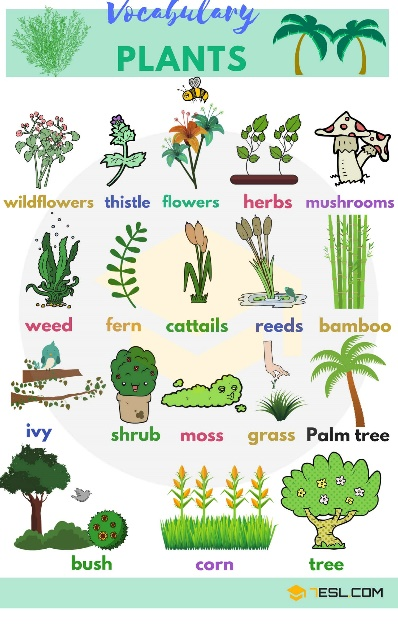 Vocabulary
PLANTS
wildflowers thistle flowers herbs mushrooms
weed fern cattails reeds bamboo
ivy shrub moss grass Palm tree
bush corn tree
7ESL.COM